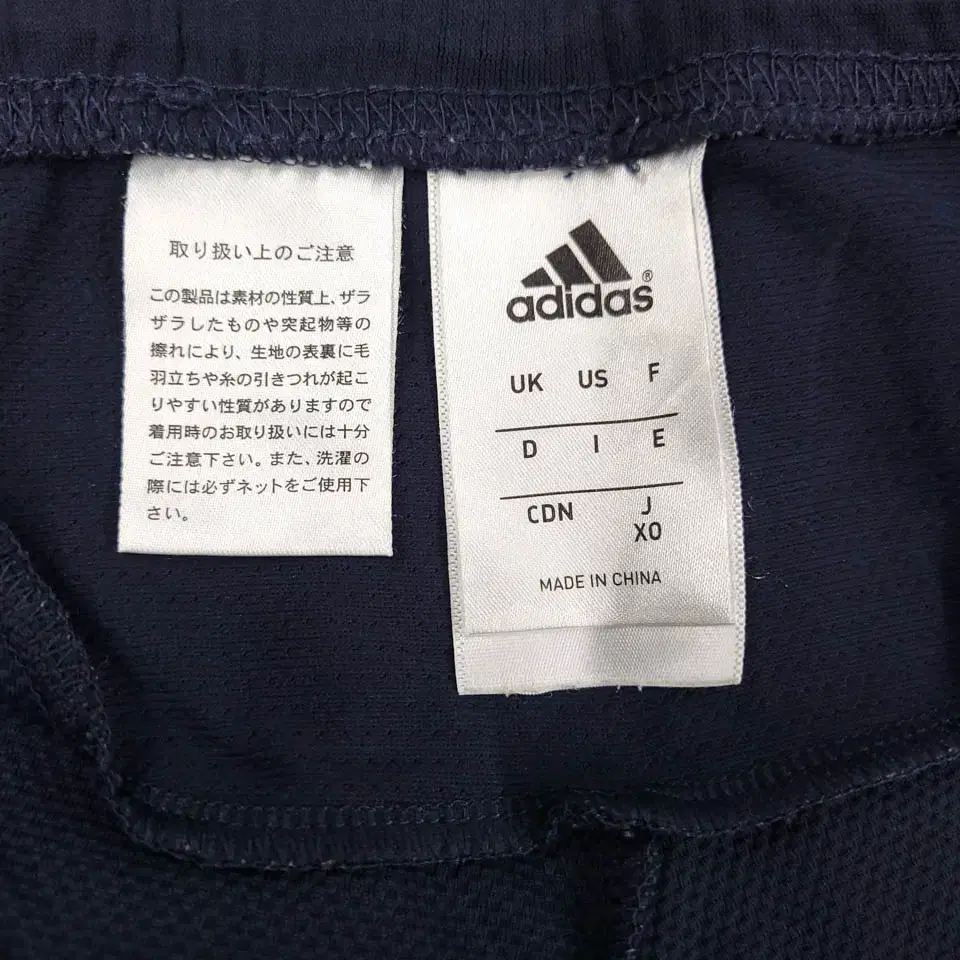 取り扱い上のご注意
この製品は素材の性質上、ザラ
ザラしたものや突起物等の
擦れにより、生地の表裏に毛
羽立ちや糸の引きつれが起こ
りやすい性質がありますので
着用時のお取り扱いには十分
ご注意下さい。また、洗濯の
際には必ずネットをご使用下
さい。
adidas®
UK US F
D I E
CDN J
XO
MADE IN CHINA